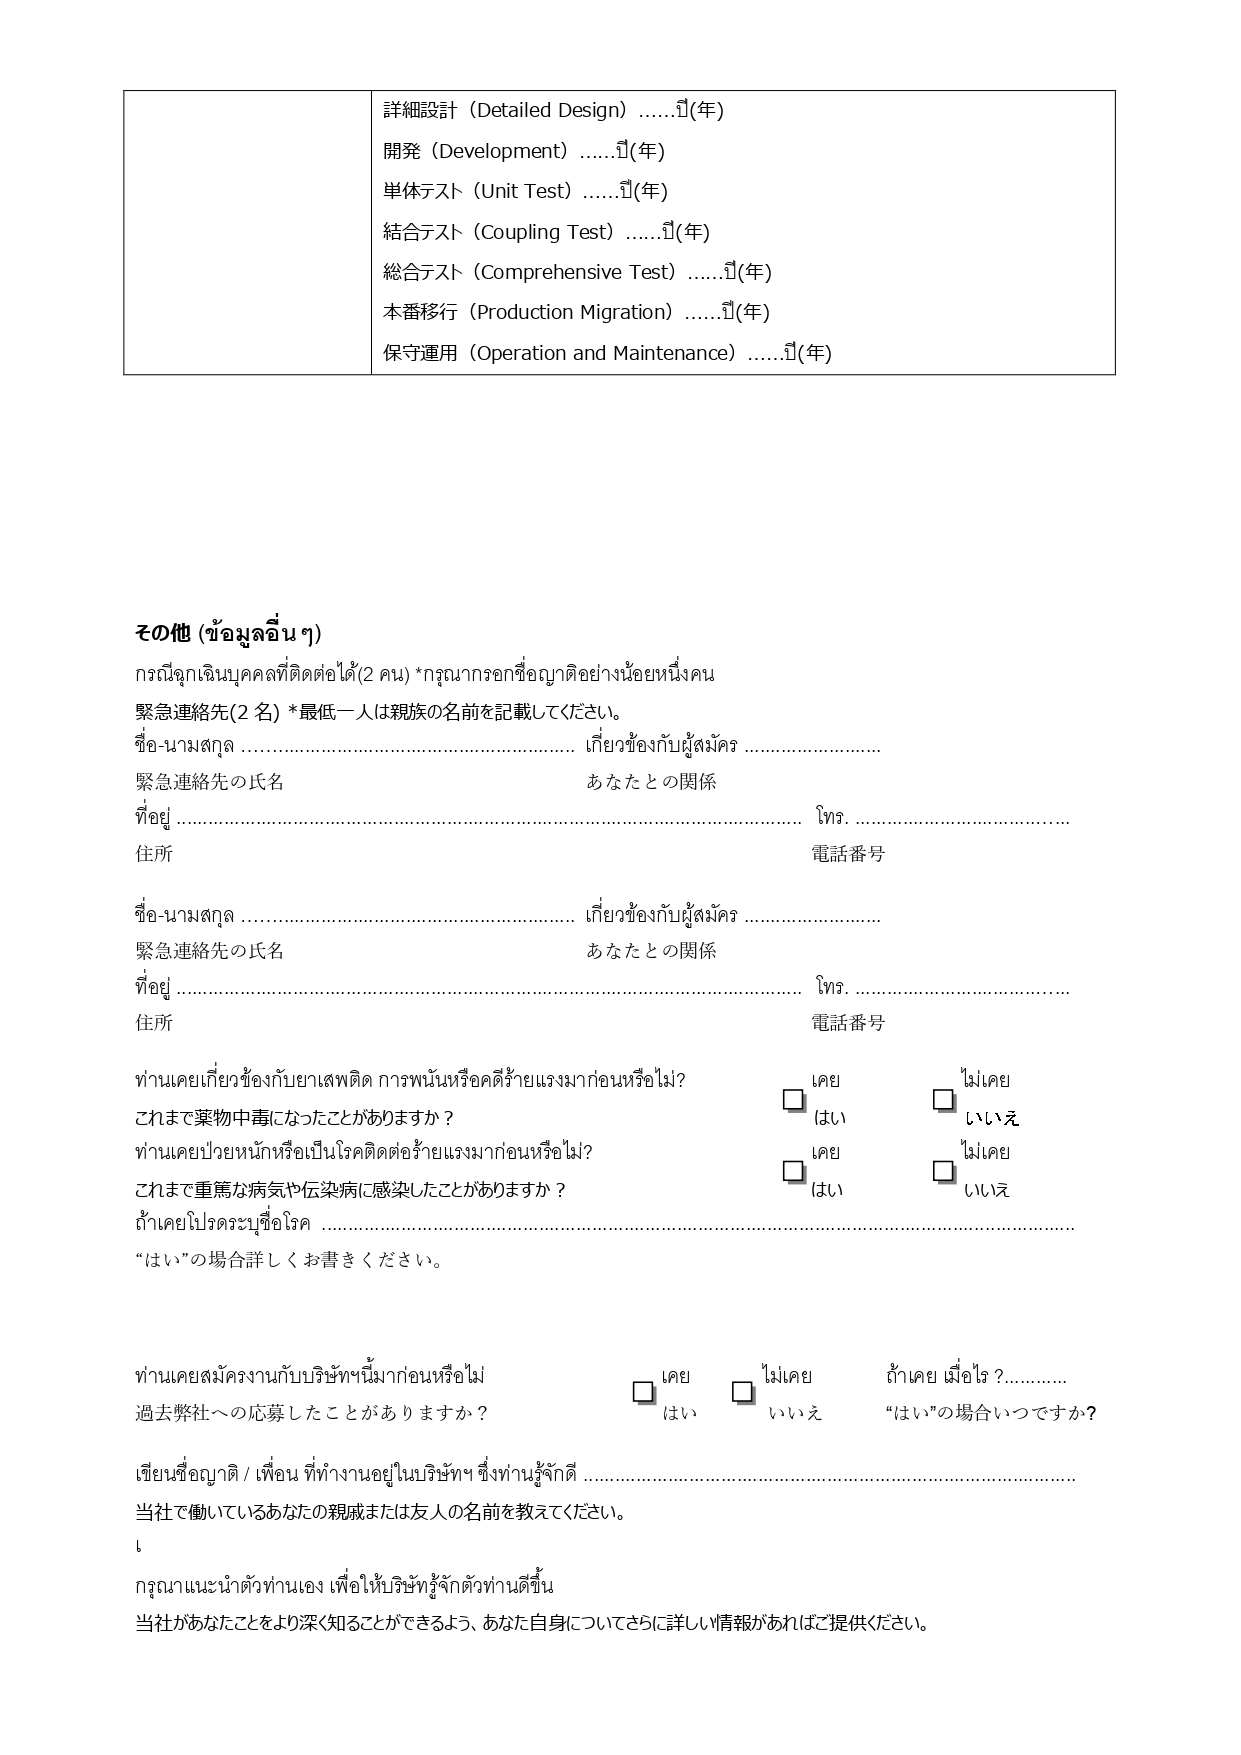 詳細設計（Detailed Design）......ปี(年)
開発（Development）......ปี(年)
単体テスト（Unit Test）......ปี(年)
結合テスト（Coupling Test）......ปี(年)
総合テスト（Comprehensive Test）......ปี(年)
本番移行（Production Migration）......ปี(年)
保守運用（Operation and Maintenance）......ปี(年)
その他 (ข้อมูลอื่น ๆ)
กรณีฉุกเฉินบุคคลที่ติดต่อได้(2 คน) *กรุณากรอกชื่อญาติอย่างน้อยหนึ่งคน
緊急連絡先(2 名) *最低一人は親族の名前を記載してください。
ชื่อ-นามสกุล .............................................................. เกี่ยวข้องกับผู้สมัคร ..........................
緊急連絡先の氏名 あなたとの関係
ที่อยู่ ....................................................................................................................... โทร. .........................................
住所 電話番号
ชื่อ-นามสกุล .............................................................. เกี่ยวข้องกับผู้สมัคร ..........................
緊急連絡先の氏名 あなたとの関係
ที่อยู่ ....................................................................................................................... โทร. .........................................
住所 電話番号
ท่านเคยเกี่ยวข้องกับยาเสพติด การพนันหรือคดีร้ายแรงมาก่อนหรือไม่? เคย ไม่เคย
これまで薬物中毒になったことがありますか？ はい いいえ
ท่านเคยป่วยหนักหรือเป็นโรคติดต่อร้ายแรงมาก่อนหรือไม่? เคย ไม่เคย
これまで重篤な病気や伝染病に感染したことがありますか？ はい いいえ
ถ้าเคยโปรดระบุชื่อโรค ...............................................................................................................................................
“はい”の場合詳しくお書きください。
ท่านเคยสมัครงานกับบริษัทฯนี้มาก่อนหรือไม่ เคย ไม่เคย ถ้าเคย เมื่อไร ?............
過去弊社への応募したことがありますか？ はい いいえ “はい”の場合いつですか?
เขียนชื่อญาติ / เพื่อน ที่ทำงานอยู่ในบริษัทฯ ซึ่งท่านรู้จักดี ..............................................................................................
当社で働いているあなたの親戚または友人の名前を教えてください。
เ
กรุณาแนะนำตัวท่านเอง เพื่อให้บริษัทรู้จักตัวท่านดีขึ้น
当社があなたことをより深く知ることができるよう、あなた自身についてさらに詳しい情報があればご提供ください。